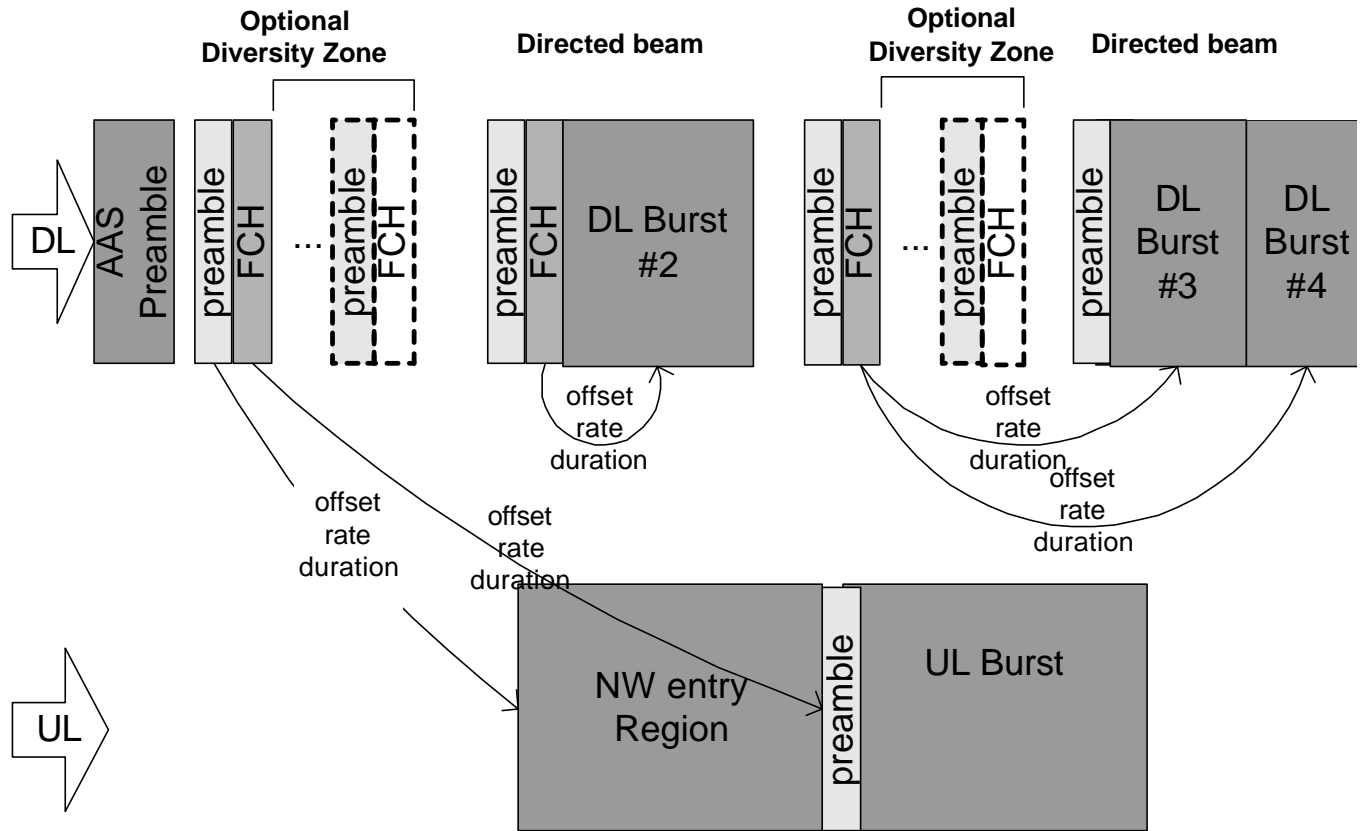 Optional
Diversity Zone
Directed beam
Optional
Diversity Zone
Directed beam
DL
AAS
Preamble
preamble
FCH
...
preamble
FCH
preamble
FCH
DL Burst
#2
preamble
FCH
...
preamble
FCH
preamble
DL
Burst
#3
DL
Burst
#4
offset
rate
duration
offset
rate
duration
offset
rate
duration
offset
rate
duration
offset
rate
duration
UL
NW entry
Region
preamble
UL Burst